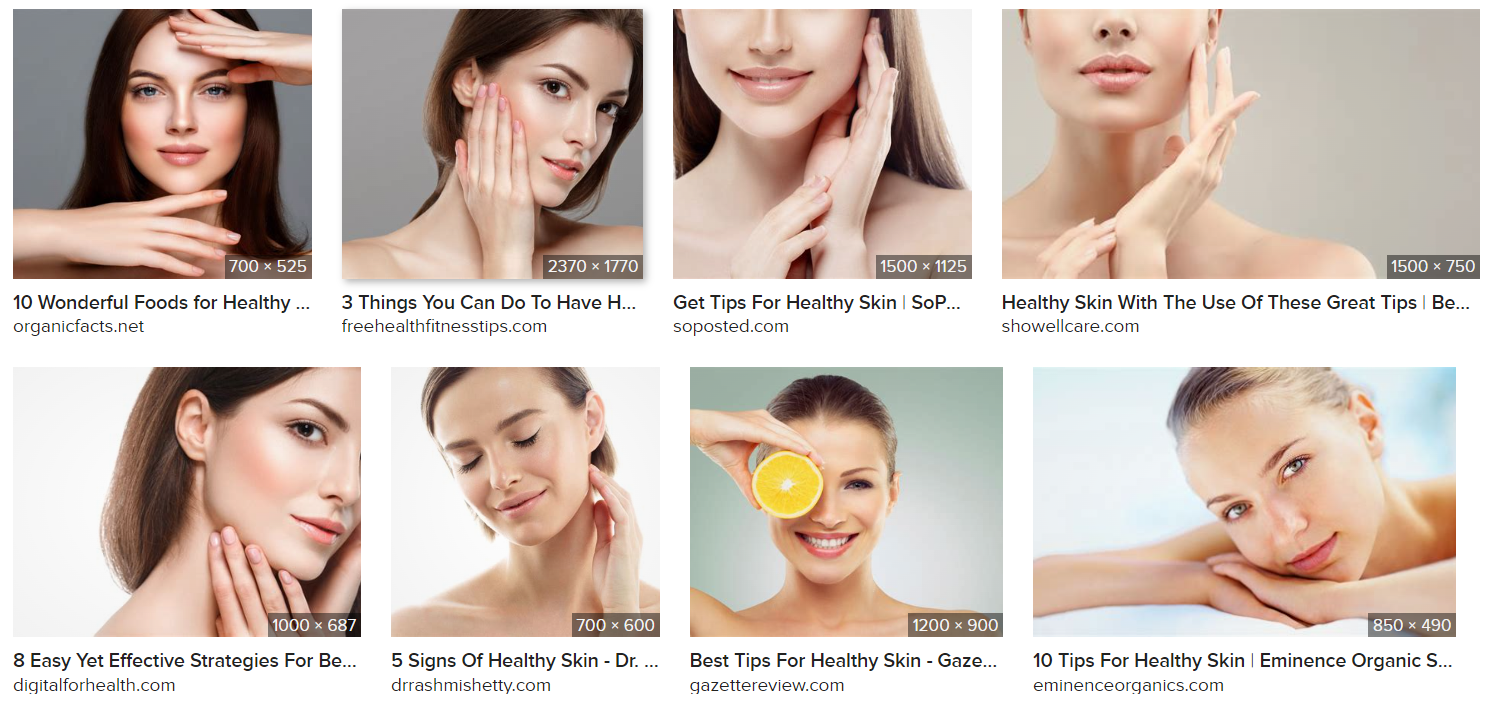 700 × 525
2370 × 1770
1500 × 1125
1500 × 750
10 Wonderful Foods for Healthy ...
3 Things You Can Do To Have H...
Get Tips For Healthy Skin | SoP...
Healthy Skin With The Use Of These Great Tips | Be...
organicfacts.net
freehealthfitnesstips.com
soposted.com
showellcare.com
1000 × 687
700 × 600
1200 × 900
850 × 490
8 Easy Yet Effective Strategies For Be...
5 Signs Of Healthy Skin - Dr. ...
Best Tips For Healthy Skin - Gaze...
10 Tips For Healthy Skin | Eminence Organic S...
digitalforhealth.com
drrashmishetty.com
gazettereview.com
eminenceorganics.com